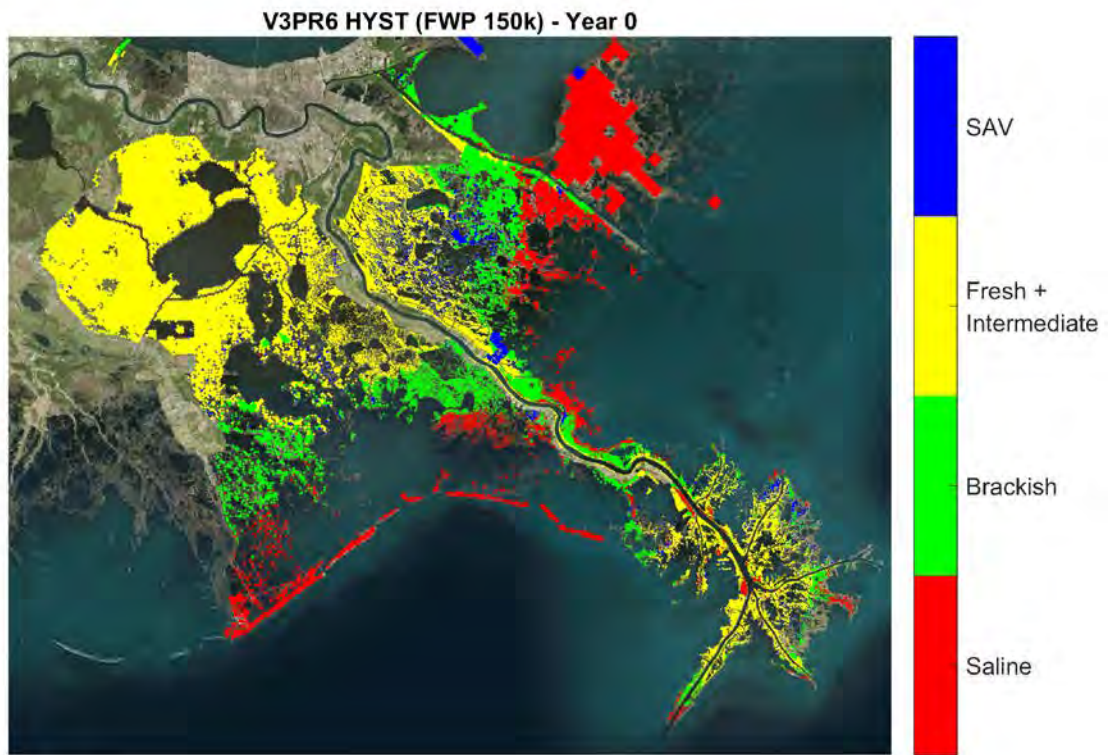 V3PR6 HYST (FWP 150k) - Year 0
SAV
Fresh +
Intermediate
Brackish
Saline